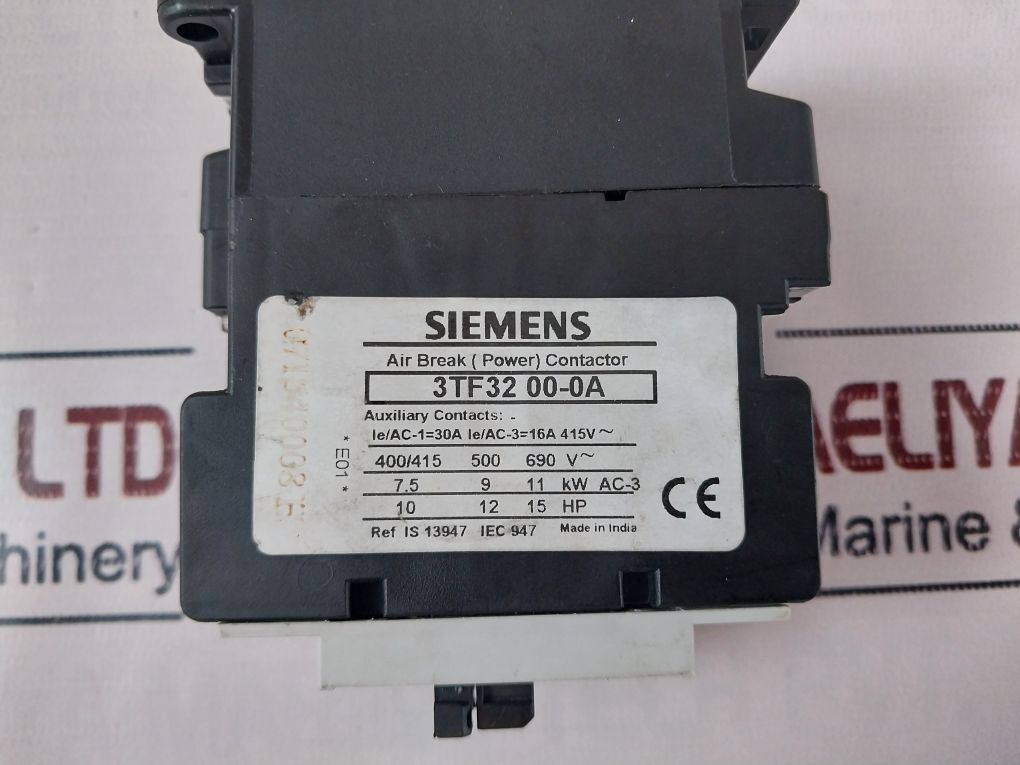 SIEMENS
Air Break ( Power) Contactor
3TF32 00-0A
Auxiliary Contacts: -
Ie/AC-1=30A Ie/AC-3=16A 415V~
400/415 500 690 V~
7.5 9 11 kW AC-3
10 12 15 HP
Ref IS 13947 IEC 947 Made in India
CE
* E01 *
LTD
hinery
AELIYA
Marine &